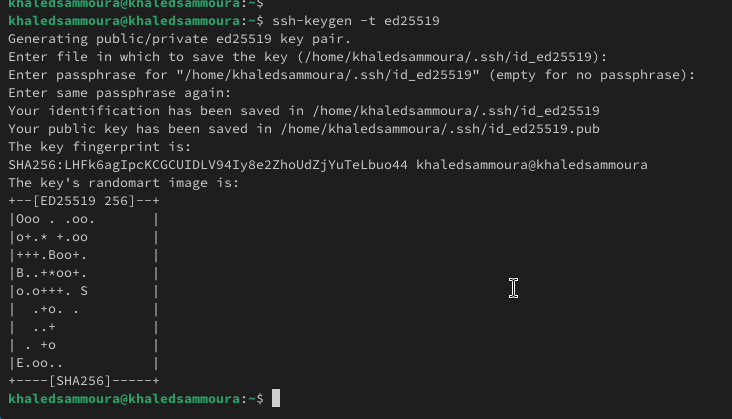 khaledsammoura@khaledsammoura:~$
khaledsammoura@khaledsammoura:~$ ssh-keygen -t ed25519
Generating public/private ed25519 key pair.
Enter file in which to save the key (/home/khaledsammoura/.ssh/id_ed25519):
Enter passphrase for "/home/khaledsammoura/.ssh/id_ed25519" (empty for no passphrase):
Enter same passphrase again:
Your identification has been saved in /home/khaledsammoura/.ssh/id_ed25519
Your public key has been saved in /home/khaledsammoura/.ssh/id_ed25519.pub
The key fingerprint is:
SHA256:LHFk6agIpcKCGCUIDLV94Iy8e2ZhoUdZjYuTeLbuo44 khaledsammoura@khaledsammoura
The key's randomart image is:
+--[ED25519 256]--+
|Ooo . .oo.       |
|o+.* +.oo        |
|+++.Boo+.        |
|B..+*oo+.        |
|o.o+++. S        |
|  .+o. .         |
|  ..+            |
| . +o            |
|E.oo..           |
+----[SHA256]-----+
khaledsammoura@khaledsammoura:~$